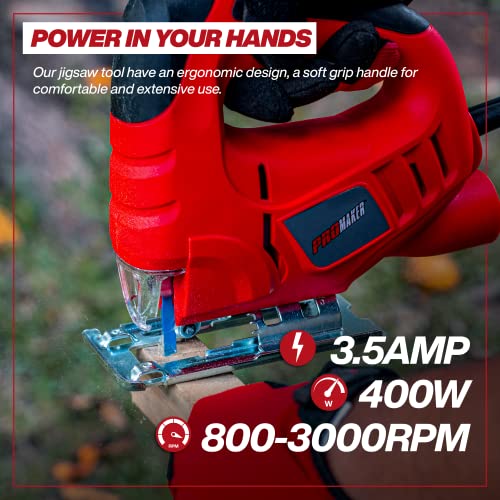 POWER IN YOUR HANDS
Our jigsaw tool have an ergonomic design, a soft grip handle for
comfortable and extensive use.
PROMAKER
3.5AMP
W
400W
RPM
800-3000RPM